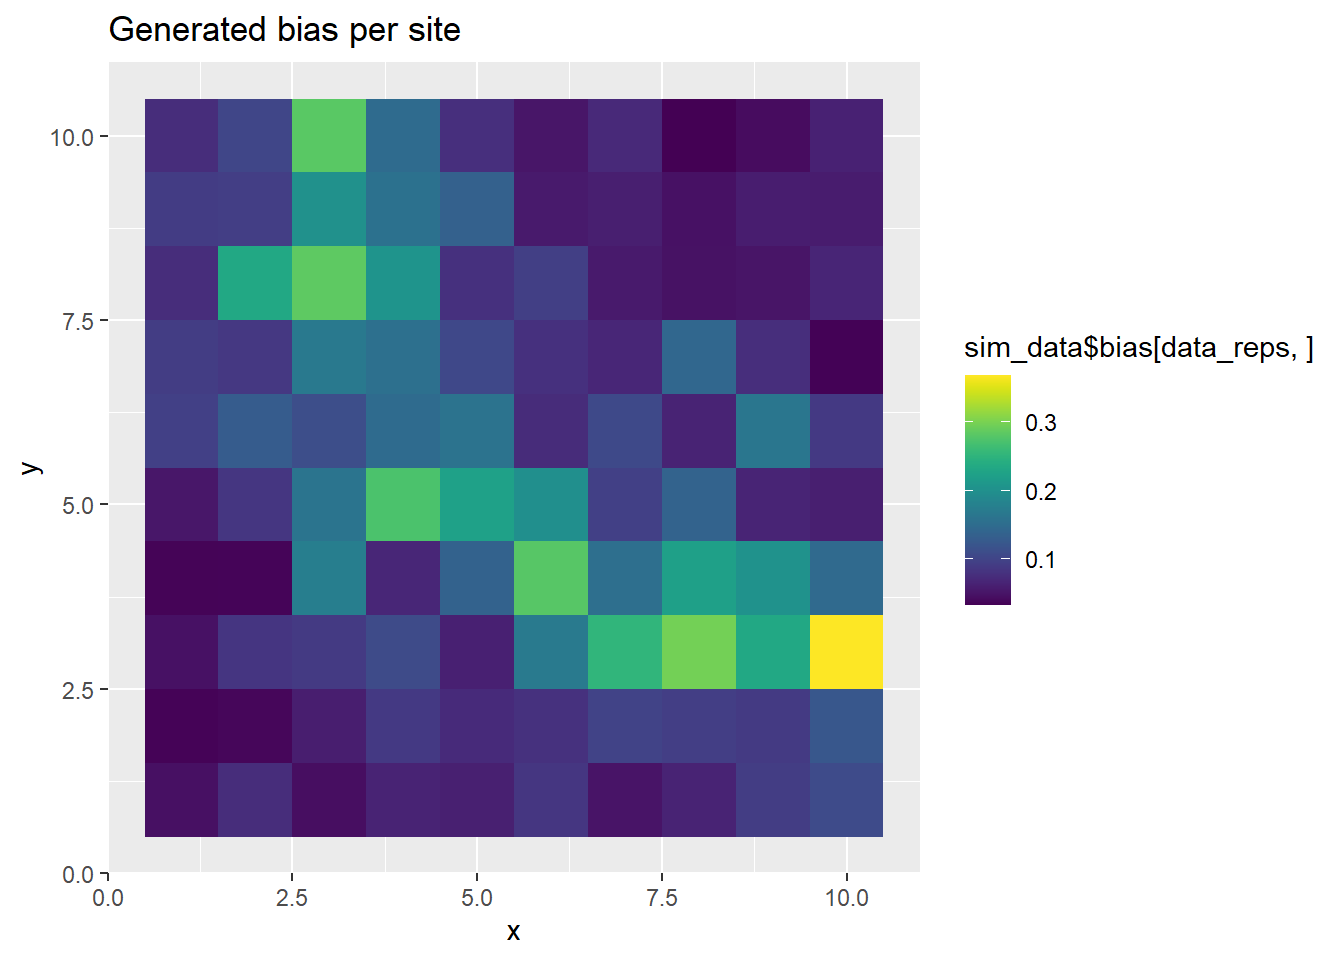 Generated bias per site
10.0
7.5
5.0
2.5
0.0
y
0.0 2.5 5.0 7.5 10.0
x
sim_data$bias[data_reps, ]
0.3
0.2
0.1